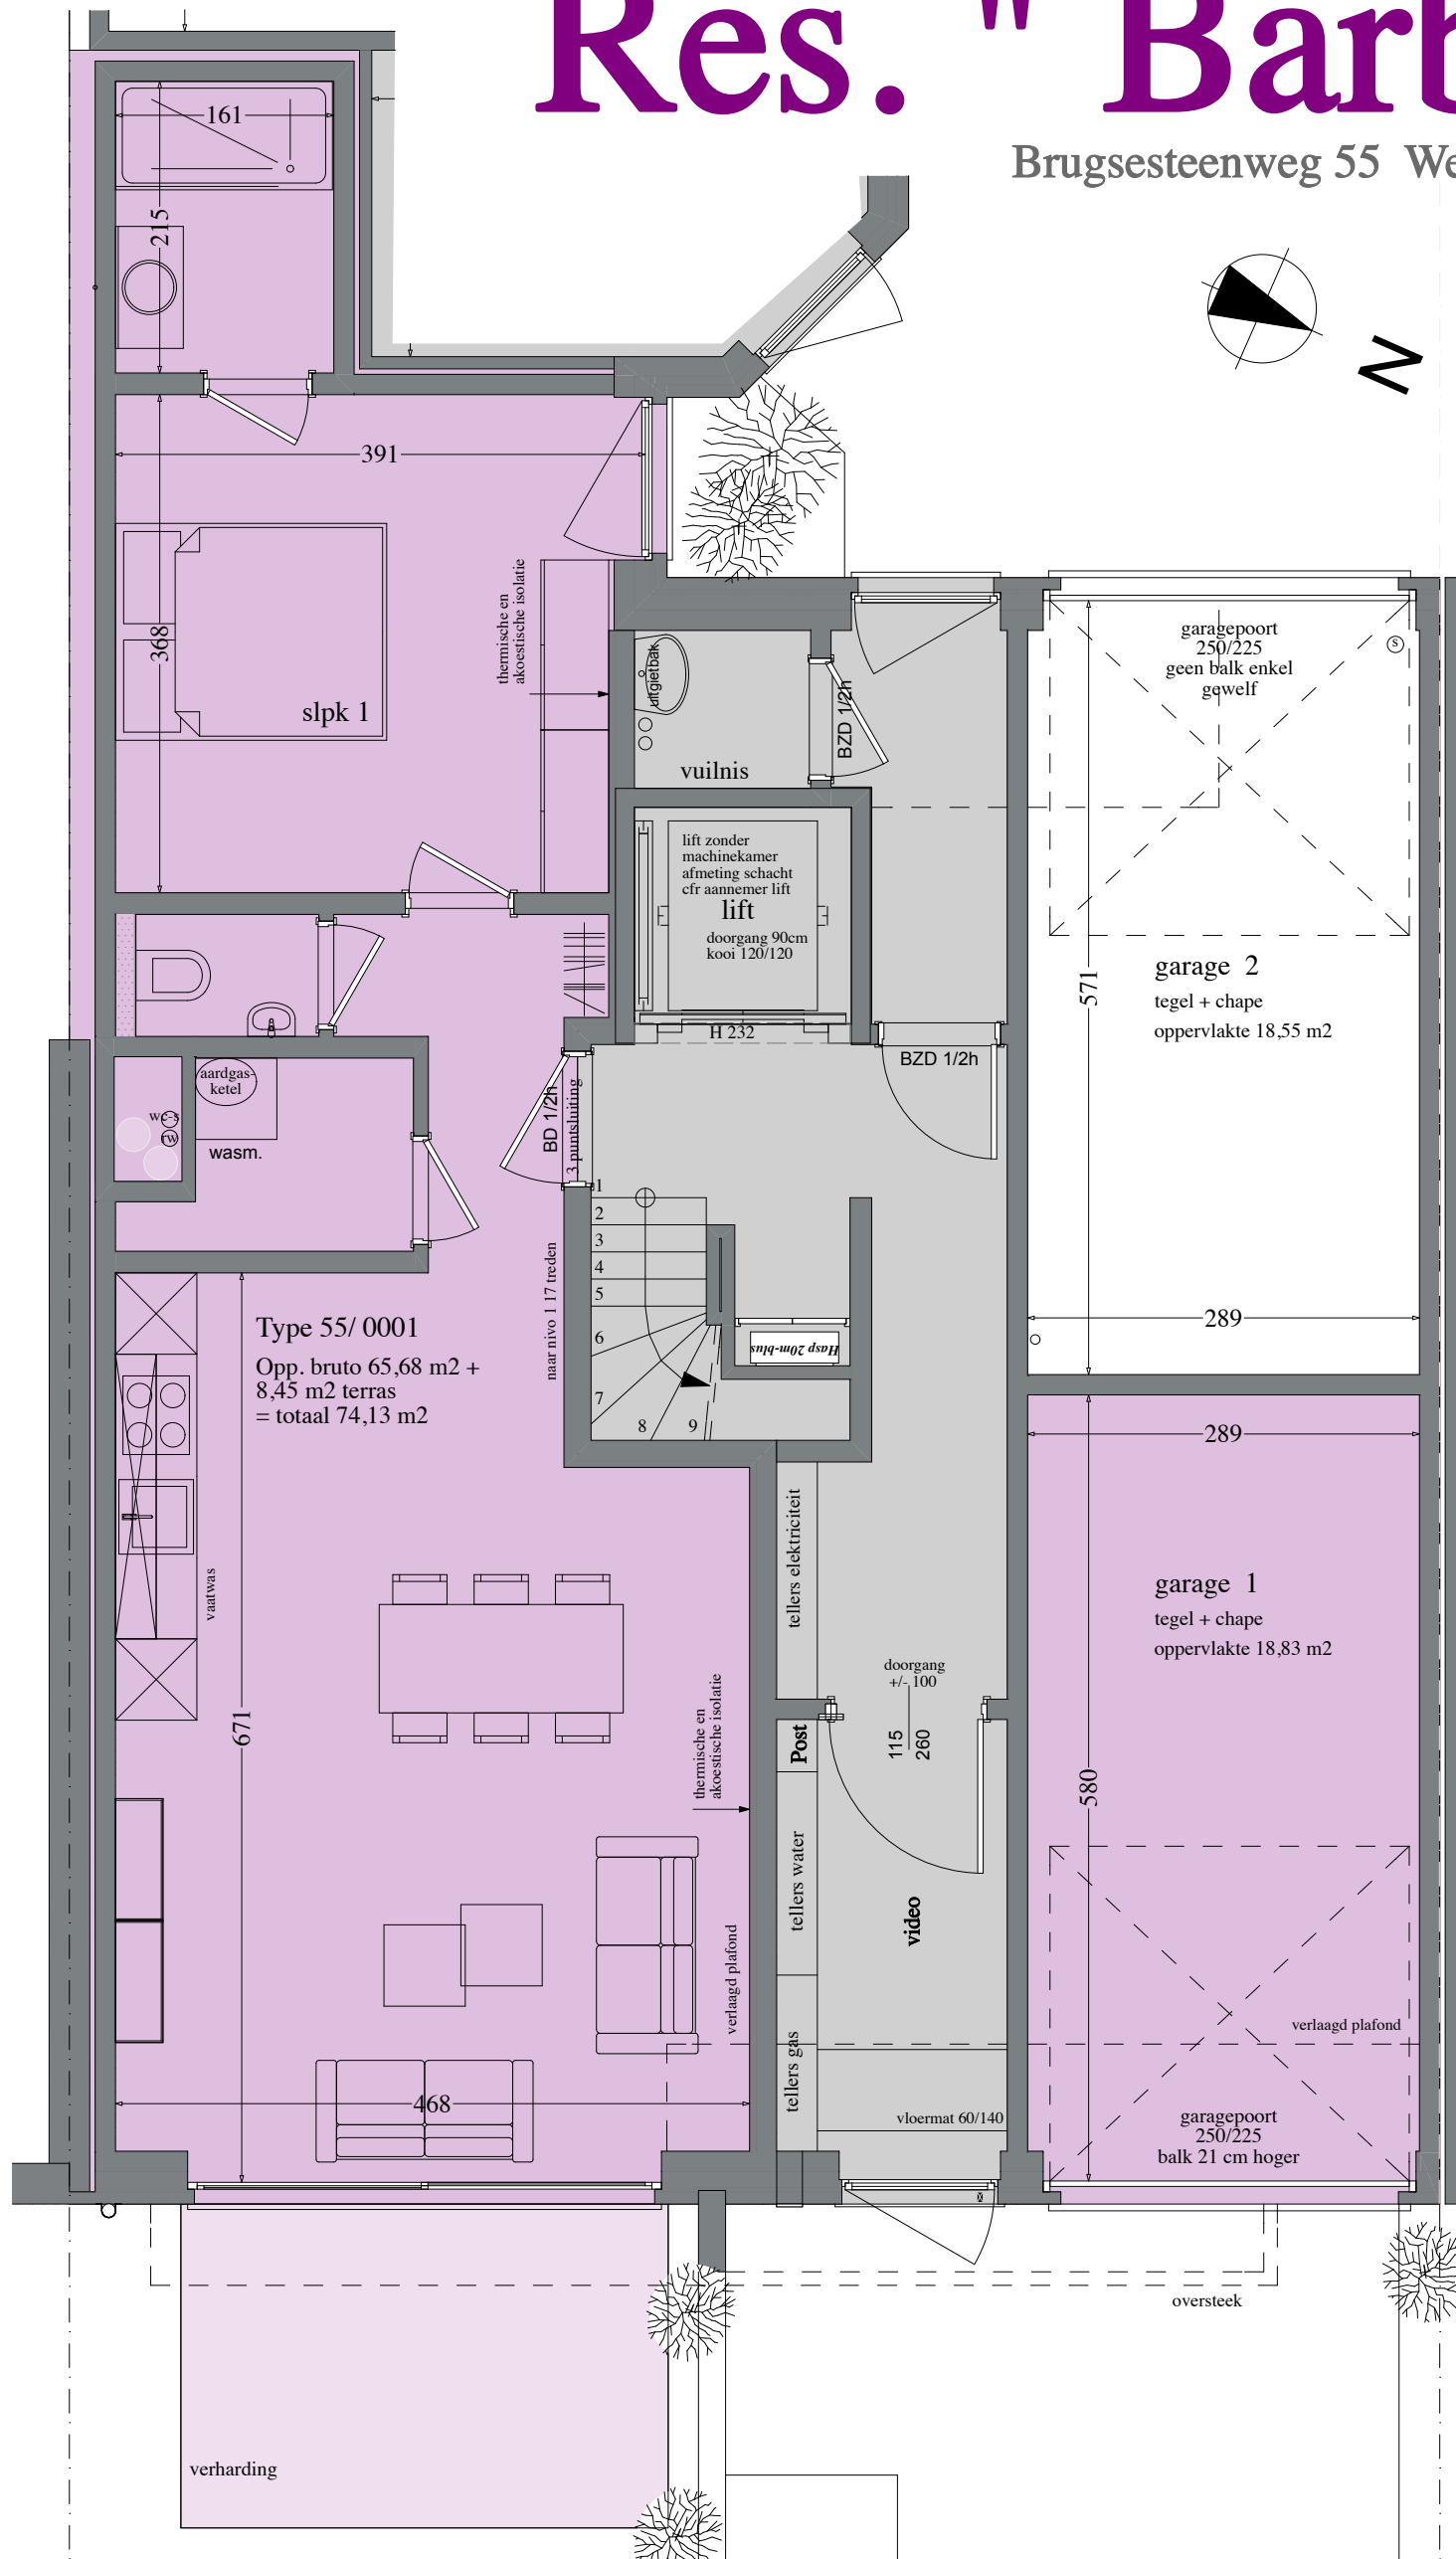 Res. " Barb
Brugsesteenweg 55 We
N
161
215
391
368
slpk 1
thermische en
akoestische isolatie
uitgietbak
vuilnis
BZD 1/2h
lift zonder
machinekamer
afmeting schacht
cfr aannemer lift
lift
doorgang 90cm
kooi 120/120
H 232
BZD 1/2h
garagepoort
250/225
geen balk enkel
gewelf
S
garage 2
tegel + chape
oppervlakte 18,55 m2
571
289
aardgas-
ketel
wc-s
rw
wasm.
BD 1/2h
3 puntsluiting
1
2
3
4
5
6
7
8
9
naar nivo 1 17 treden
Hasp 20m-blus
Type 55/ 0001
Opp. bruto 65,68 m2 +
8,45 m2 terras
= totaal 74,13 m2
289
garage 1
tegel + chape
oppervlakte 18,83 m2
580
tellers elektriciteit
vaatwas
671
thermische en
akoestische isolatie
doorgang
+/- 100
115
260
Post
tellers water
video
verlaagd plafond
tellers gas
verlaagd plafond
468
vloermat 60/140
garagepoort
250/225
balk 21 cm hoger
oversteek
verharding